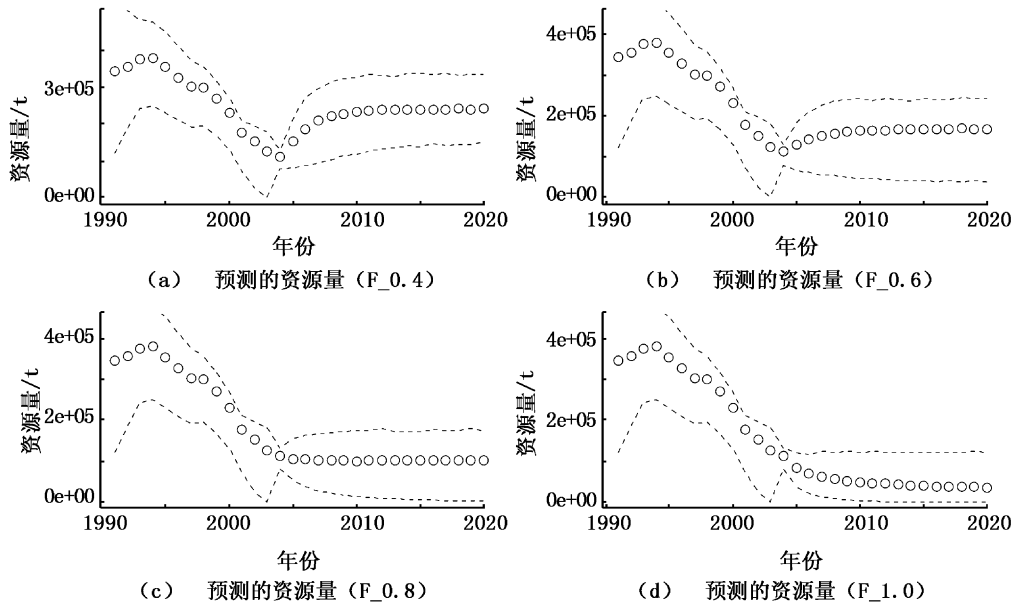 资源量/t
3e+05
0e+00
1990 2000 2010 2020
年份
(a) 预测的资源量(F_0.4)
资源量/t
4e+05
2e+05
0e+00
1990 2000 2010 2020
年份
(b) 预测的资源量(F_0.6)
资源量/t
4e+05
2e+05
0e+00
1990 2000 2010 2020
年份
(c) 预测的资源量(F_0.8)
资源量/t
4e+05
2e+05
0e+00
1990 2000 2010 2020
年份
(d) 预测的资源量(F_1.0)